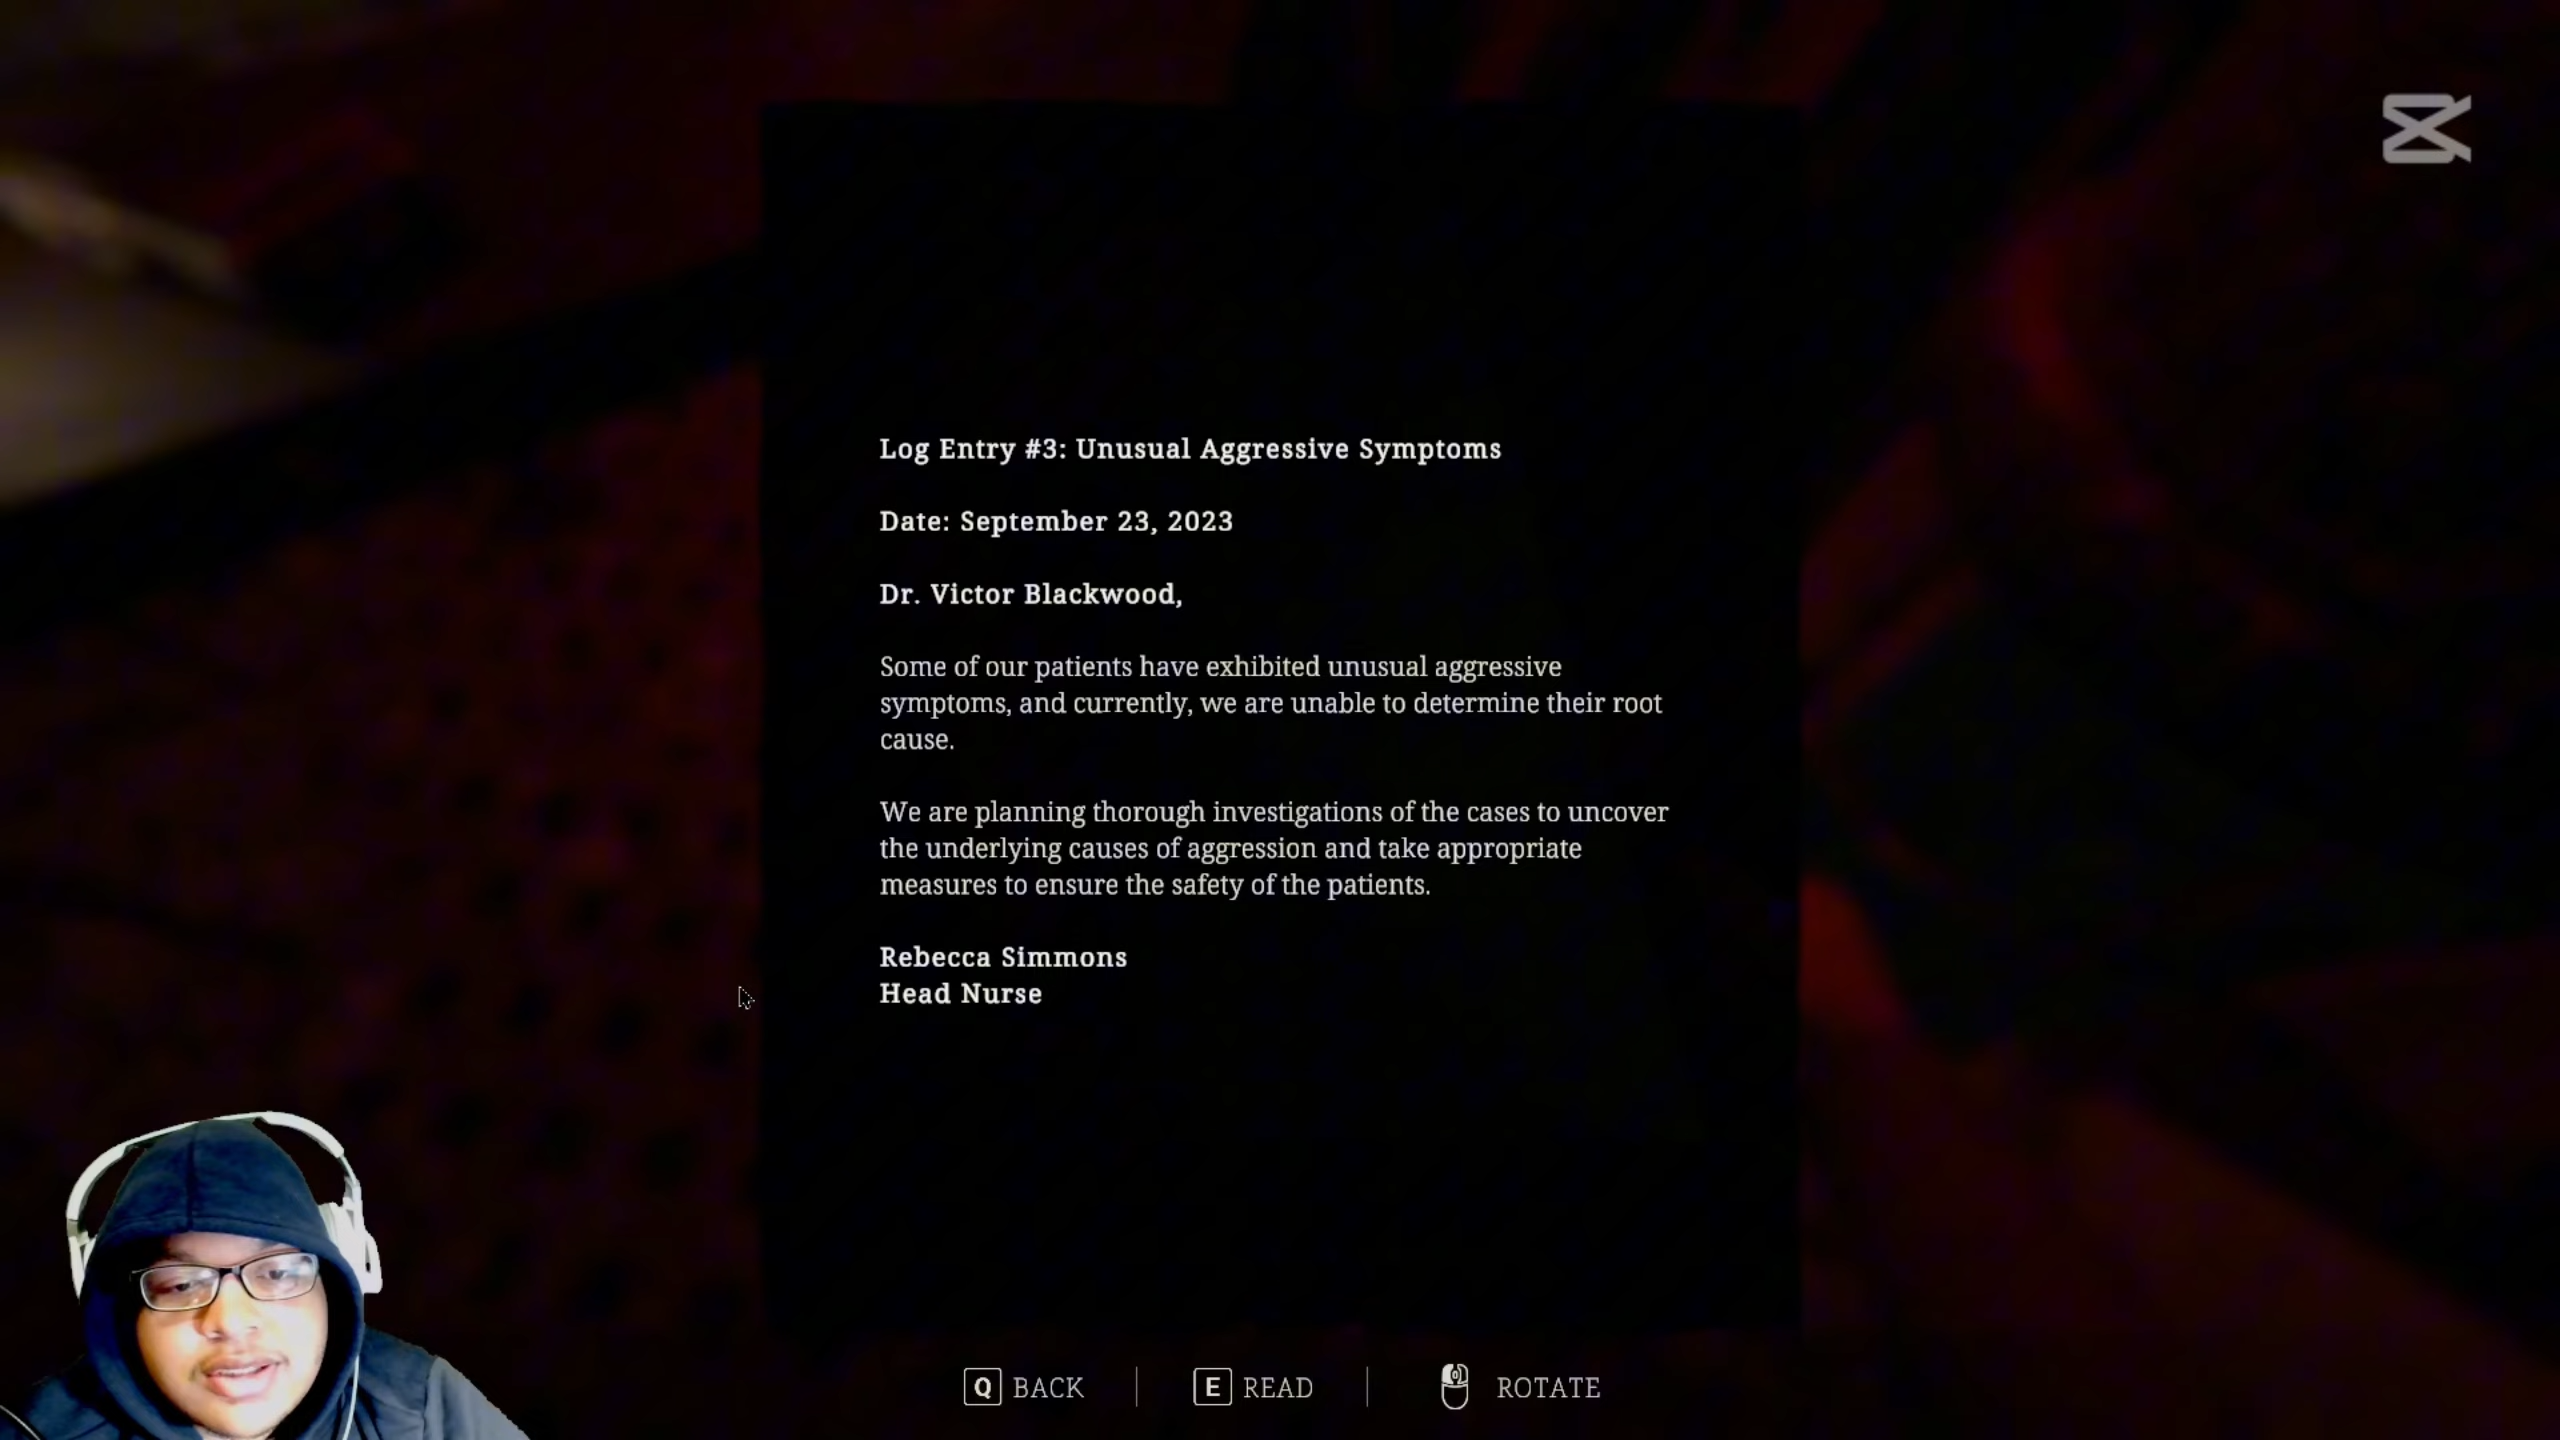 Log Entry #3: Unusual Aggressive Symptoms
Date: September 23, 2023
Dr. Victor Blackwood,
Some of our patients have exhibited unusual aggressive
symptoms, and currently, we are unable to determine their root
cause.
We are planning thorough investigations of the cases to uncover
the underlying causes of aggression and take appropriate
measures to ensure the safety of the patients.
Rebecca Simmons
Head Nurse
Q BACK E READ ROTATE